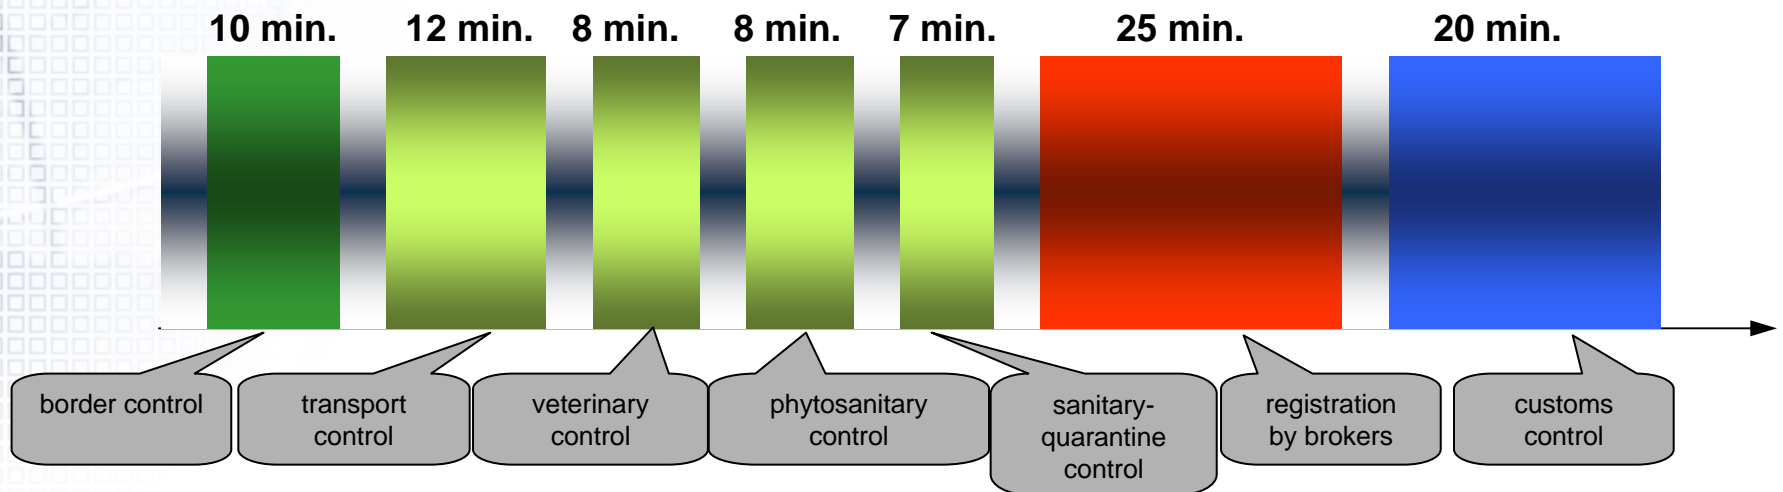 10 min. 12 min. 8 min. 8 min. 7 min. 25 min. 20 min.
border control
transport
control
veterinary
control
phytosanitary
control
sanitary-
quarantine
control
registration
by brokers
customs
control